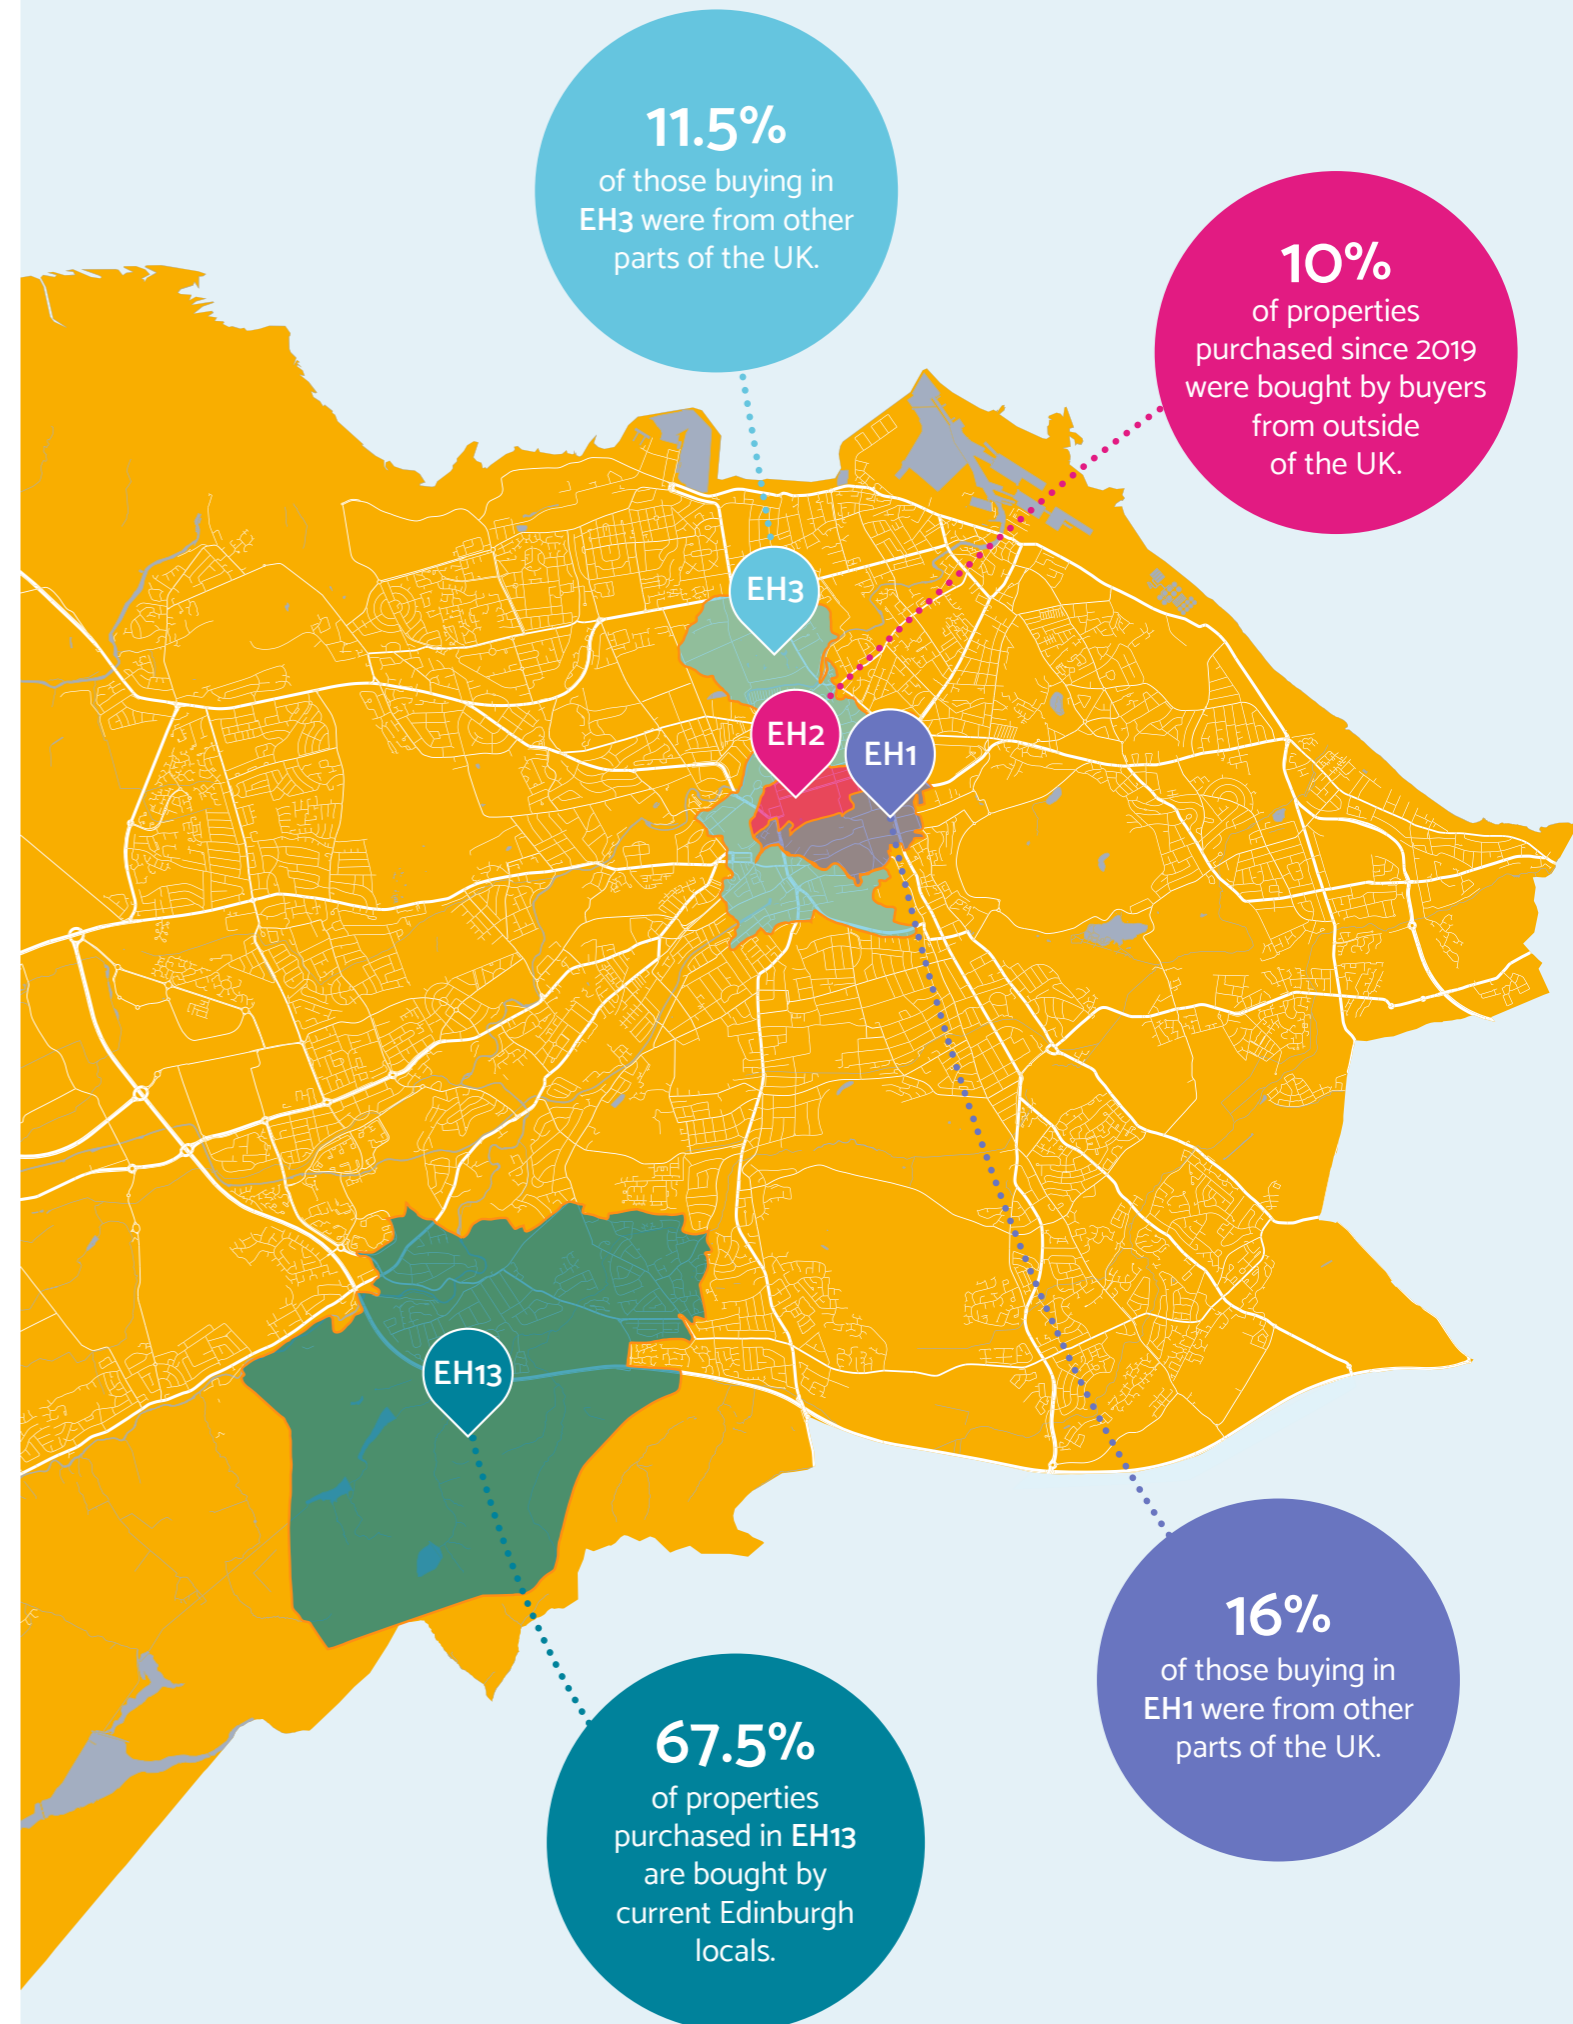 11.5%
of those buying in
EH3 were from other
parts of the UK.
10%
of properties
purchased since 2019
were bought by buyers
from outside
of the UK.
EH3
EH2
EH1
EH13
16%
of those buying in
EH1 were from other
parts of the UK.
67.5%
of properties
purchased in EH13
are bought by
current Edinburgh
locals.